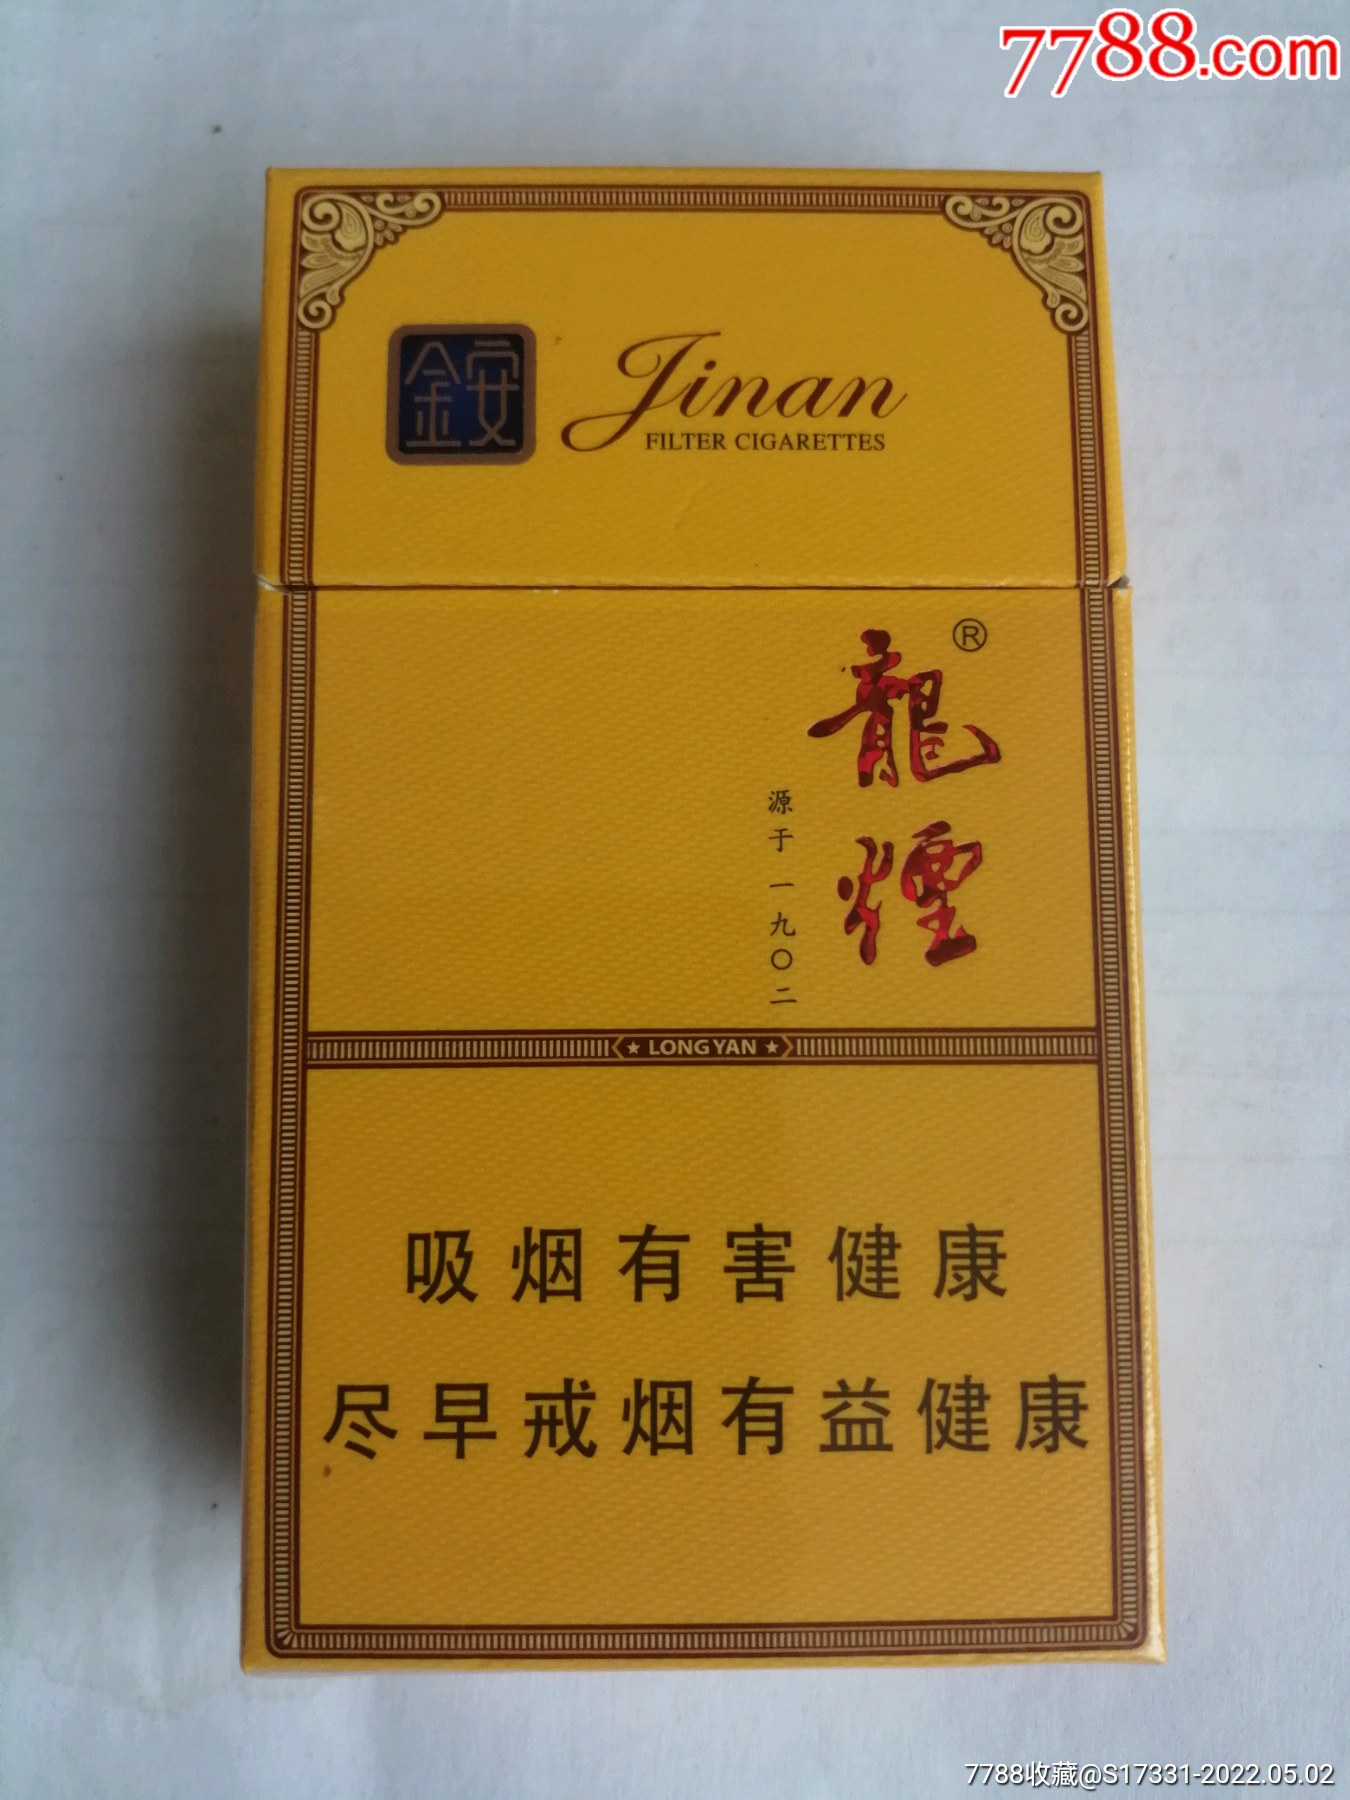 7788.com
金安
Jinan
FILTER CIGARETTES
龍煙®
源于一九〇二
★ LONG YAN ★
吸烟有害健康
尽早戒烟有益健康
7788收藏@S17331-2022.05.02